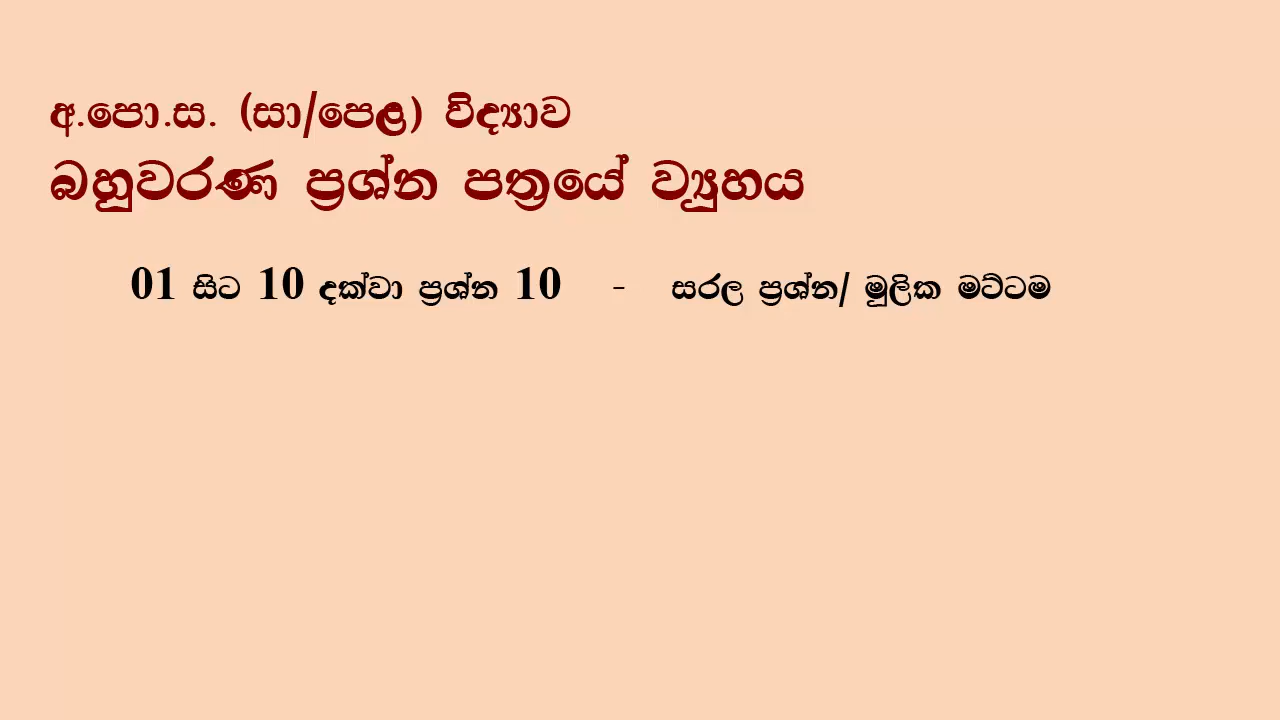 අ.පො.ස. (සා/පෙළ) විද්‍යාව
බහුවරණ ප්‍රශ්න පත්‍රයේ ව්‍යුහය
01 සිට 10 දක්වා ප්‍රශ්න 10 - සරල ප්‍රශ්න/ මූලික මට්ටම